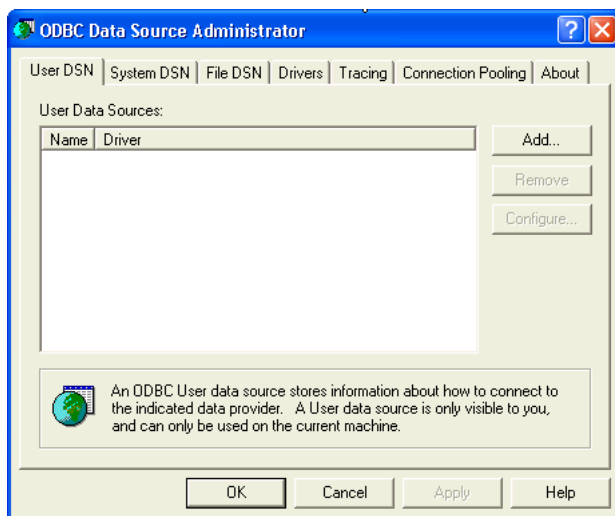 ODBC Data Source Administrator
User DSN System DSN File DSN Drivers Tracing Connection Pooling About
User Data Sources:
Name Driver
Add...
Remove
Configure...
An ODBC User data source stores information about how to connect to
the indicated data provider. A User data source is only visible to you,
and can only be used on the current machine.
OK Cancel Apply Help